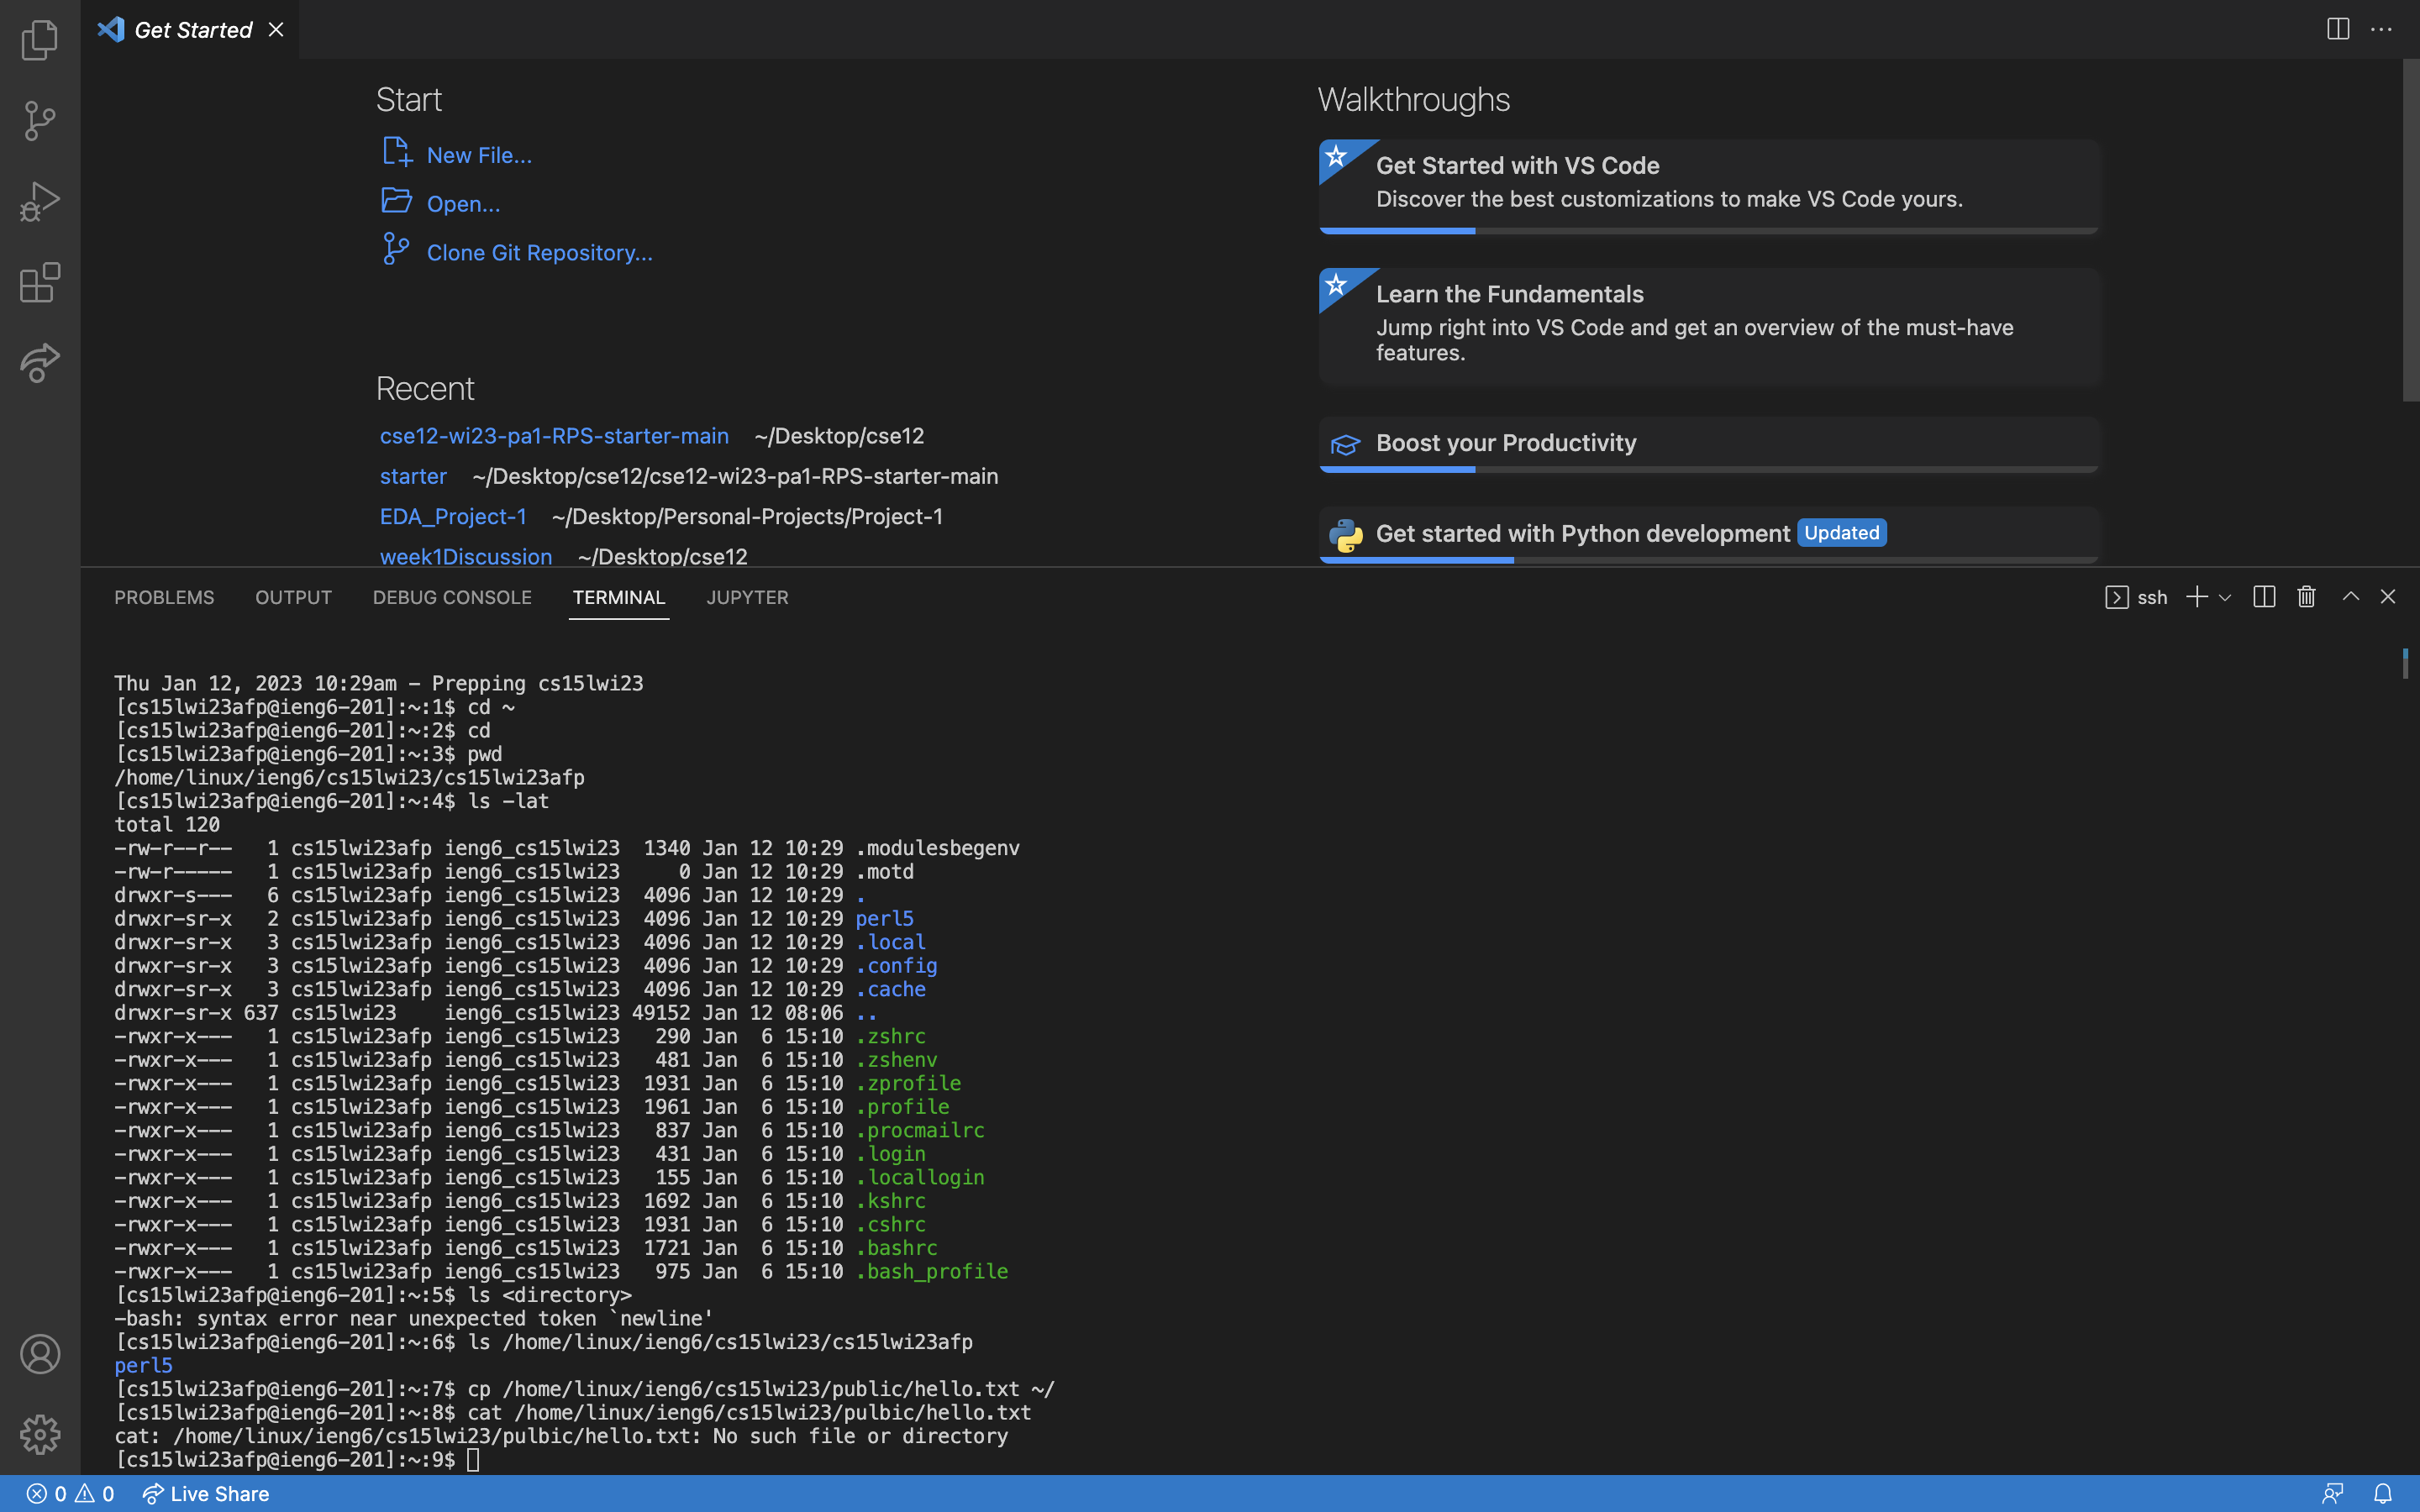 Get Started
Start
New File...
Open...
Clone Git Repository...
Recent
cse12-wi23-pa1-RPS-starter-main ~/Desktop/cse12
starter ~/Desktop/cse12/cse12-wi23-pa1-RPS-starter-main
EDA_Project-1 ~/Desktop/Personal-Projects/Project-1
week1Discussion ~/Desktop/cse12
Walkthroughs
Get Started with VS Code
Discover the best customizations to make VS Code yours.
Learn the Fundamentals
Jump right into VS Code and get an overview of the must-have
features.
Boost your Productivity
Get started with Python development Updated
PROBLEMS OUTPUT DEBUG CONSOLE TERMINAL JUPYTER ssh
Thu Jan 12, 2023 10:29am - Prepping cs15lwi23
[cs15lwi23afp@ieng6-201]:~:1$ cd ~
[cs15lwi23afp@ieng6-201]:~:2$ cd
[cs15lwi23afp@ieng6-201]:~:3$ pwd
/home/linux/ieng6/cs15lwi23/cs15lwi23afp
[cs15lwi23afp@ieng6-201]:~:4$ ls -lat
total 120
-rw-r--r-- 1 cs15lwi23afp ieng6_cs15lwi23 1340 Jan 12 10:29 .modulesbegenv
-rw-r----- 1 cs15lwi23afp ieng6_cs15lwi23 0 Jan 12 10:29 .motd
drwxr-s--- 6 cs15lwi23afp ieng6_cs15lwi23 4096 Jan 12 10:29 .
drwxr-sr-x 2 cs15lwi23afp ieng6_cs15lwi23 4096 Jan 12 10:29 perl5
drwxr-sr-x 3 cs15lwi23afp ieng6_cs15lwi23 4096 Jan 12 10:29 .local
drwxr-sr-x 3 cs15lwi23afp ieng6_cs15lwi23 4096 Jan 12 10:29 .config
drwxr-sr-x 3 cs15lwi23afp ieng6_cs15lwi23 4096 Jan 12 10:29 .cache
drwxr-sr-x 637 cs15lwi23 ieng6_cs15lwi23 49152 Jan 12 08:06 ..
-rwxr-x--- 1 cs15lwi23afp ieng6_cs15lwi23 290 Jan 6 15:10 .zshrc
-rwxr-x--- 1 cs15lwi23afp ieng6_cs15lwi23 481 Jan 6 15:10 .zshenv
-rwxr-x--- 1 cs15lwi23afp ieng6_cs15lwi23 1931 Jan 6 15:10 .zprofile
-rwxr-x--- 1 cs15lwi23afp ieng6_cs15lwi23 1961 Jan 6 15:10 .profile
-rwxr-x--- 1 cs15lwi23afp ieng6_cs15lwi23 837 Jan 6 15:10 .procmailrc
-rwxr-x--- 1 cs15lwi23afp ieng6_cs15lwi23 431 Jan 6 15:10 .login
-rwxr-x--- 1 cs15lwi23afp ieng6_cs15lwi23 155 Jan 6 15:10 .locallogin
-rwxr-x--- 1 cs15lwi23afp ieng6_cs15lwi23 1692 Jan 6 15:10 .kshrc
-rwxr-x--- 1 cs15lwi23afp ieng6_cs15lwi23 1931 Jan 6 15:10 .cshrc
-rwxr-x--- 1 cs15lwi23afp ieng6_cs15lwi23 1721 Jan 6 15:10 .bashrc
-rwxr-x--- 1 cs15lwi23afp ieng6_cs15lwi23 975 Jan 6 15:10 .bash_profile
[cs15lwi23afp@ieng6-201]:~:5$ ls <directory>
-bash: syntax error near unexpected token `newline'
[cs15lwi23afp@ieng6-201]:~:6$ ls /home/linux/ieng6/cs15lwi23/cs15lwi23afp
perl5
[cs15lwi23afp@ieng6-201]:~:7$ cp /home/linux/ieng6/cs15lwi23/public/hello.txt ~/
[cs15lwi23afp@ieng6-201]:~:8$ cat /home/linux/ieng6/cs15lwi23/pulbic/hello.txt
cat: /home/linux/ieng6/cs15lwi23/pulbic/hello.txt: No such file or directory
[cs15lwi23afp@ieng6-201]:~:9$
0 0 Live Share